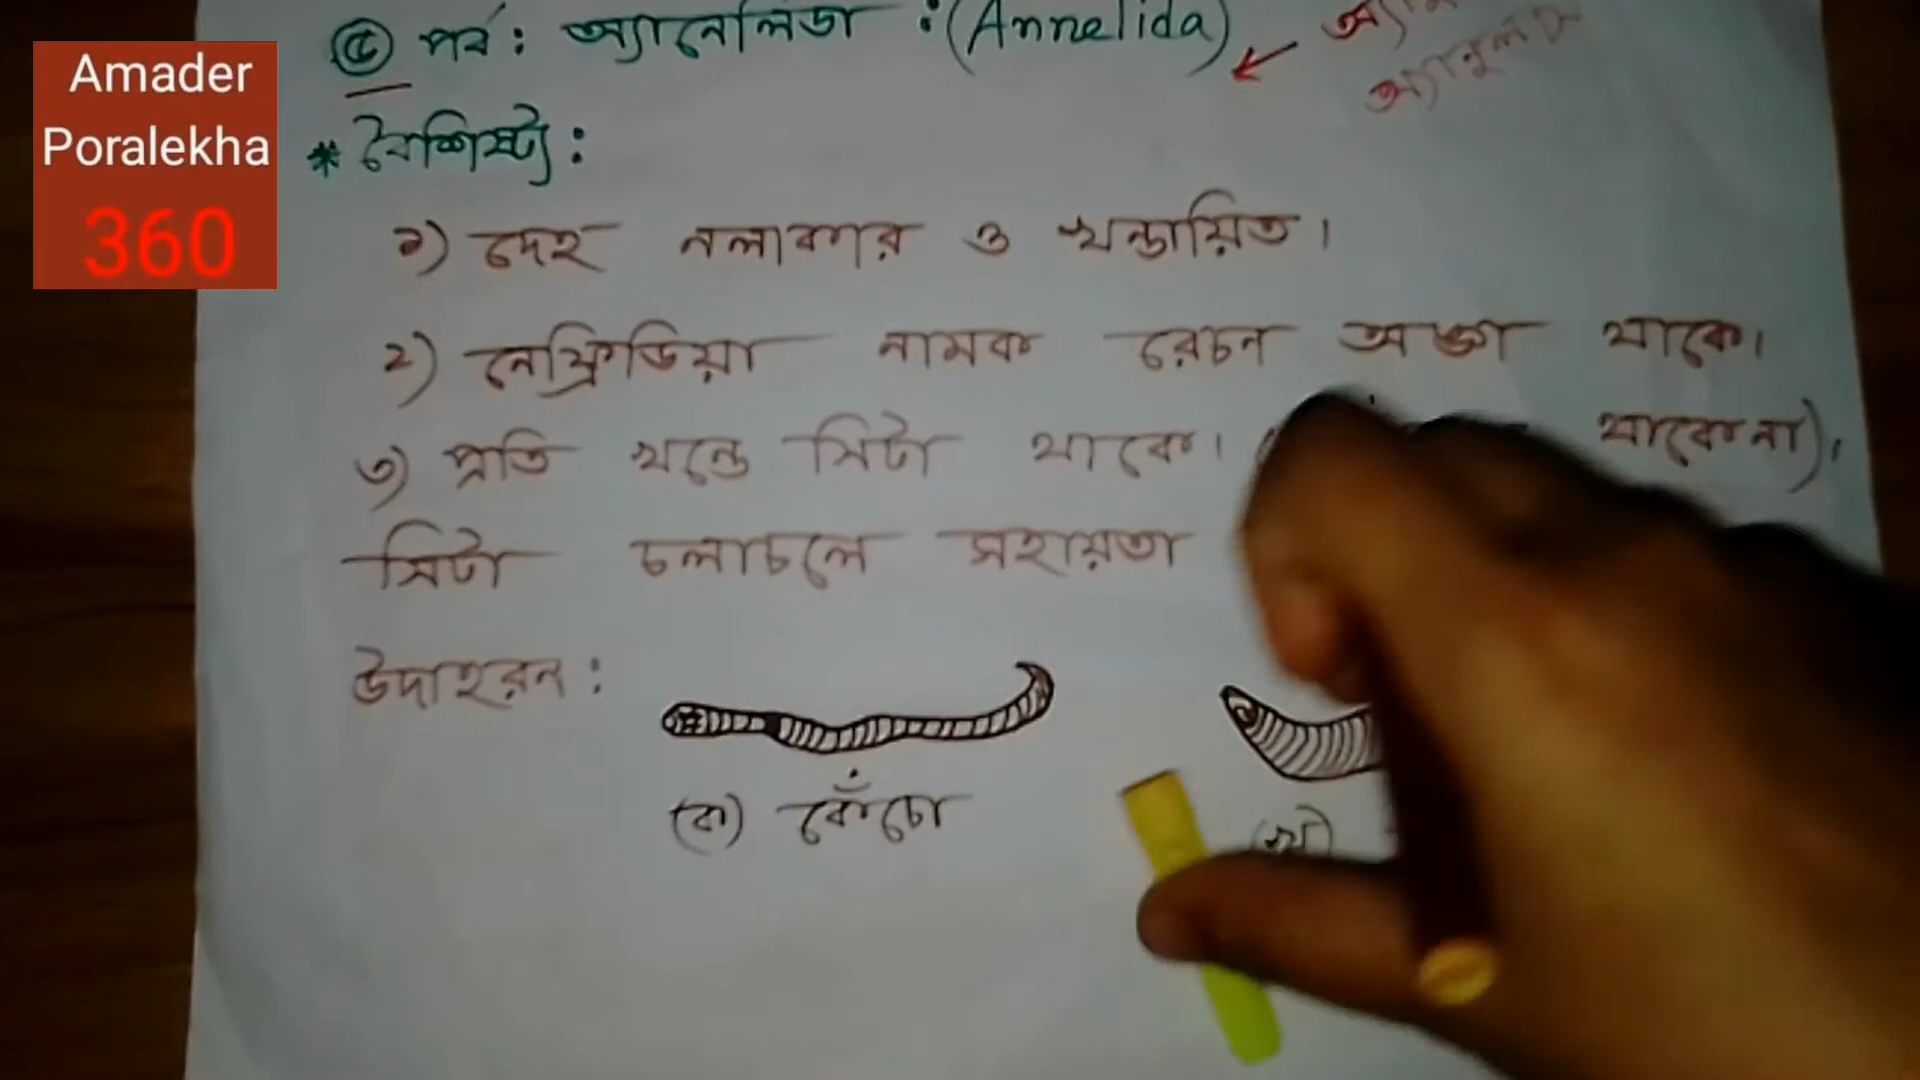 Amader
Poralekha
360
৫ পর্ব : অ্যানেলিডা : (Annelida)
* বৈশিষ্ট্য :
১) দেহ নলাকার ও খন্ডায়িত।
২) নেফ্রিডিয়া নামক রেচন অঙ্গ থাকে।
৩) প্রতি খন্ডে সিটা থাকে। ( থাকে না)।
সিটা চলাচলে সহায়তা
উদাহরন :
(ক) কেঁচো
(খ)